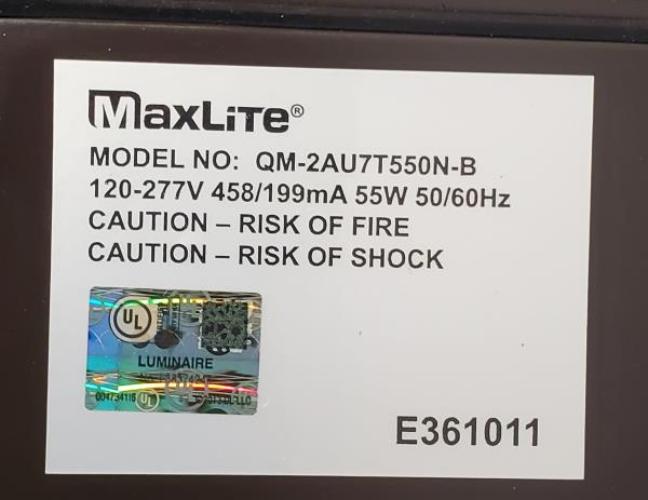 MaxLiTe®
MODEL NO: QM-2AU7T550N-B
120-277V 458/199mA 55W 50/60Hz
CAUTION – RISK OF FIRE
CAUTION – RISK OF SHOCK
UL
LUMINAIRE
UL
E361011